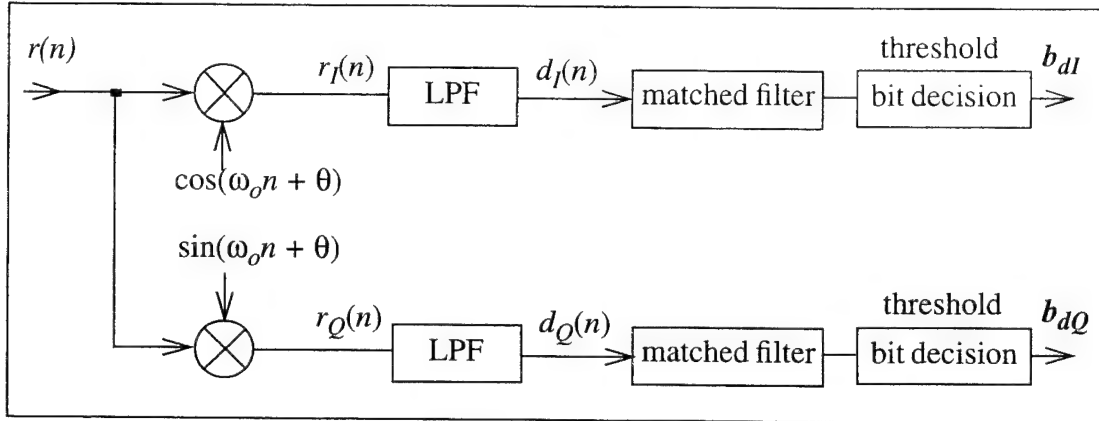 r(n)
r_I(n)
LPF
d_I(n)
matched filter
threshold
bit decision
b_dI
cos(ω_o n + θ)
sin(ω_o n + θ)
r_Q(n)
LPF
d_Q(n)
matched filter
threshold
bit decision
b_dQ